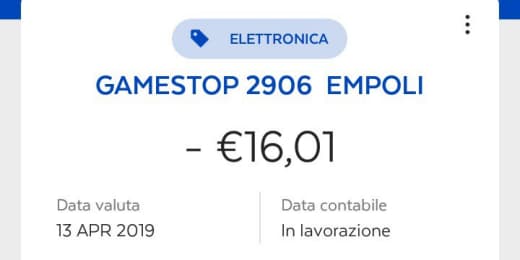 ELETTRONICA
GAMESTOP 2906 EMPOLI
- €16,01
Data valuta
Data contabile
13 APR 2019
In lavorazione